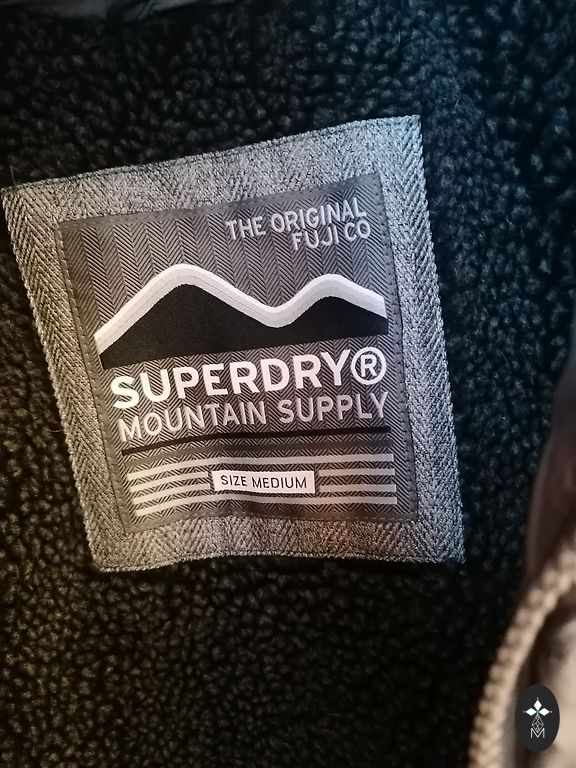 THE ORIGINAL
FUJI CO
SUPERDRY®
MOUNTAIN SUPPLY
SIZE MEDIUM
M